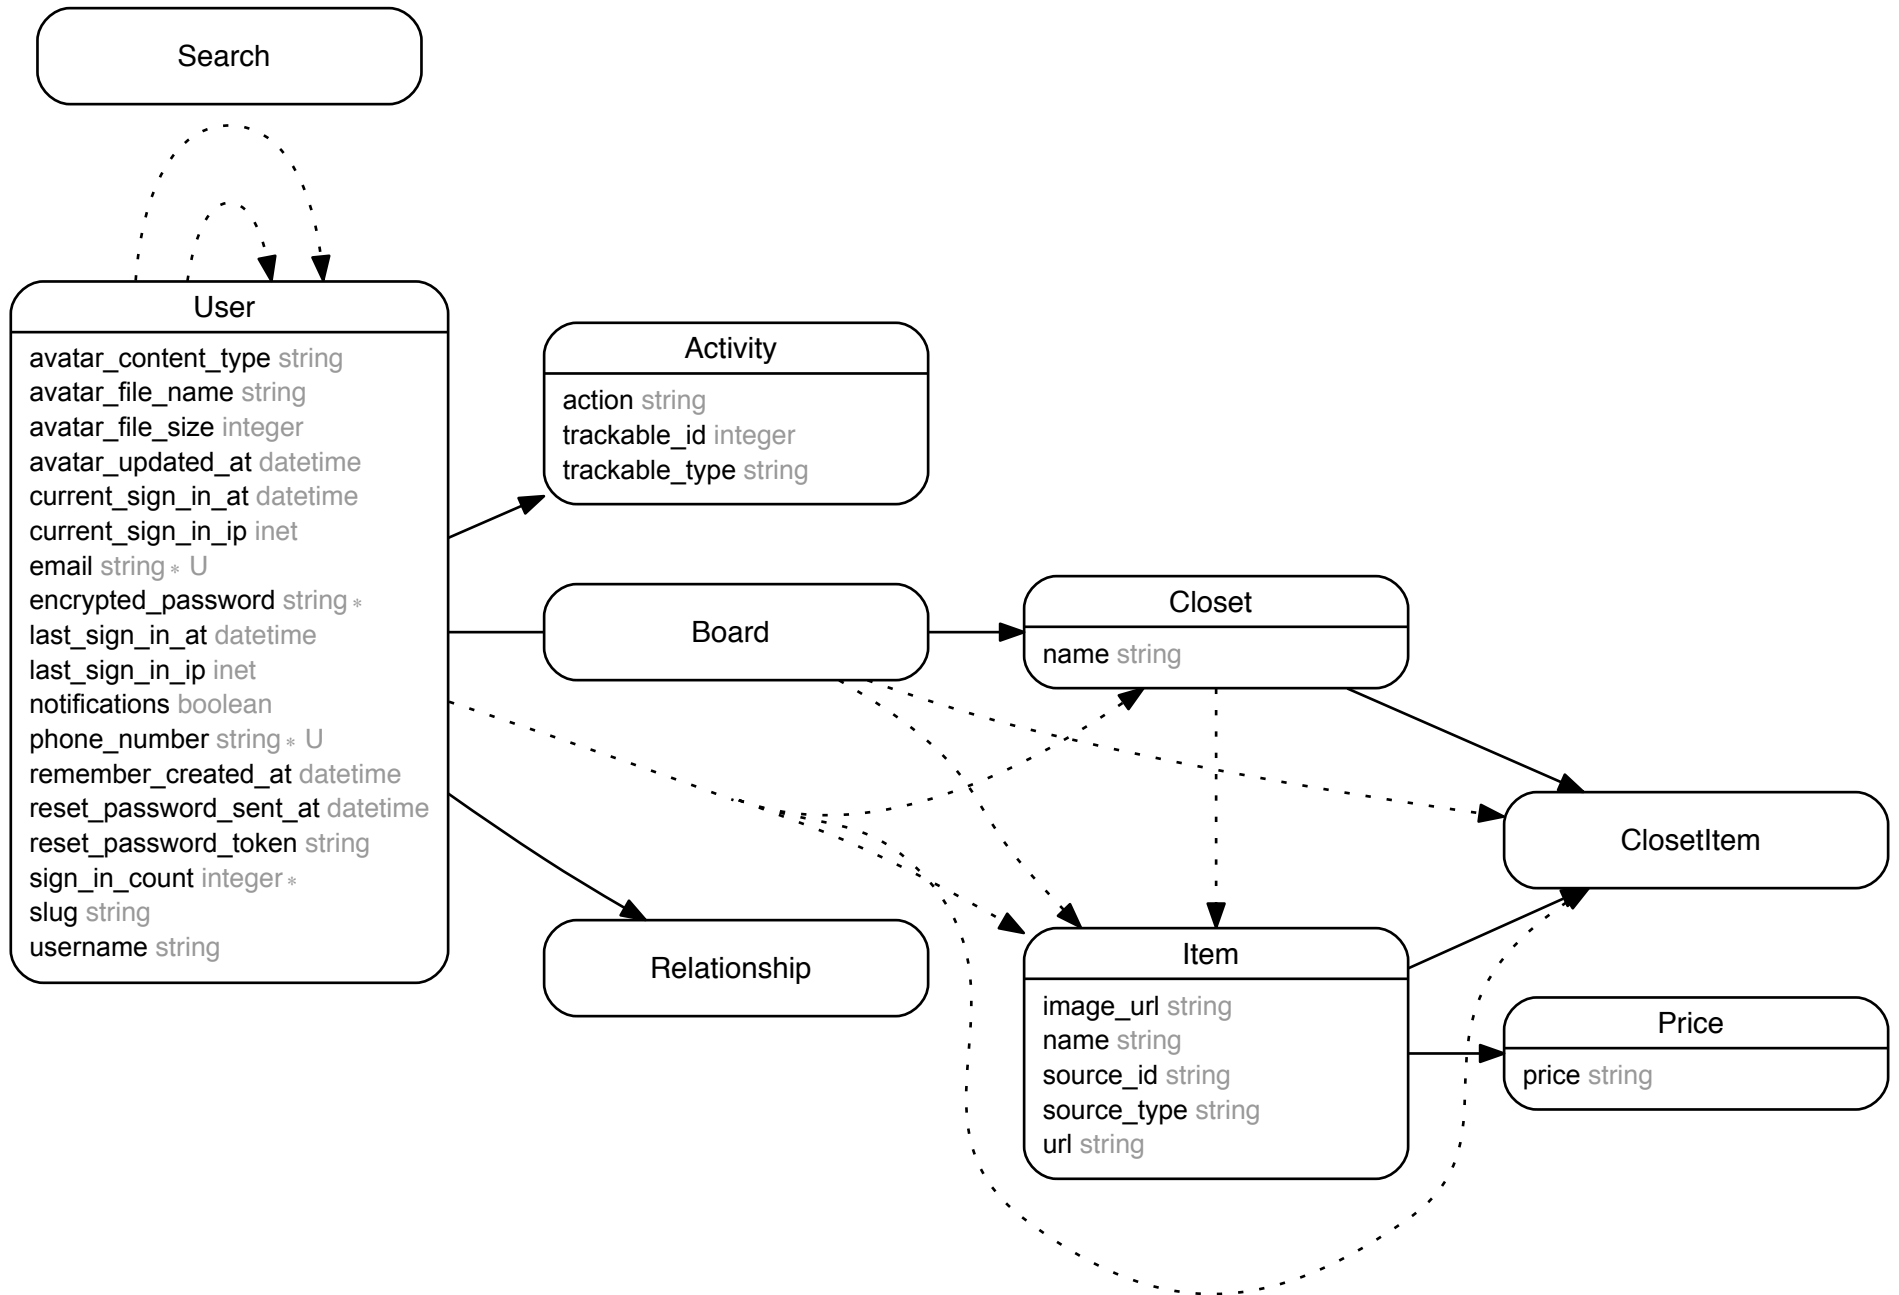 Search
User
avatar_content_type string
avatar_file_name string
avatar_file_size integer
avatar_updated_at datetime
current_sign_in_at datetime
current_sign_in_ip inet
email string * U
encrypted_password string *
last_sign_in_at datetime
last_sign_in_ip inet
notifications boolean
phone_number string * U
remember_created_at datetime
reset_password_sent_at datetime
reset_password_token string
sign_in_count integer *
slug string
username string
Activity
action string
trackable_id integer
trackable_type string
Board
Relationship
Closet
name string
Item
image_url string
name string
source_id string
source_type string
url string
ClosetItem
Price
price string